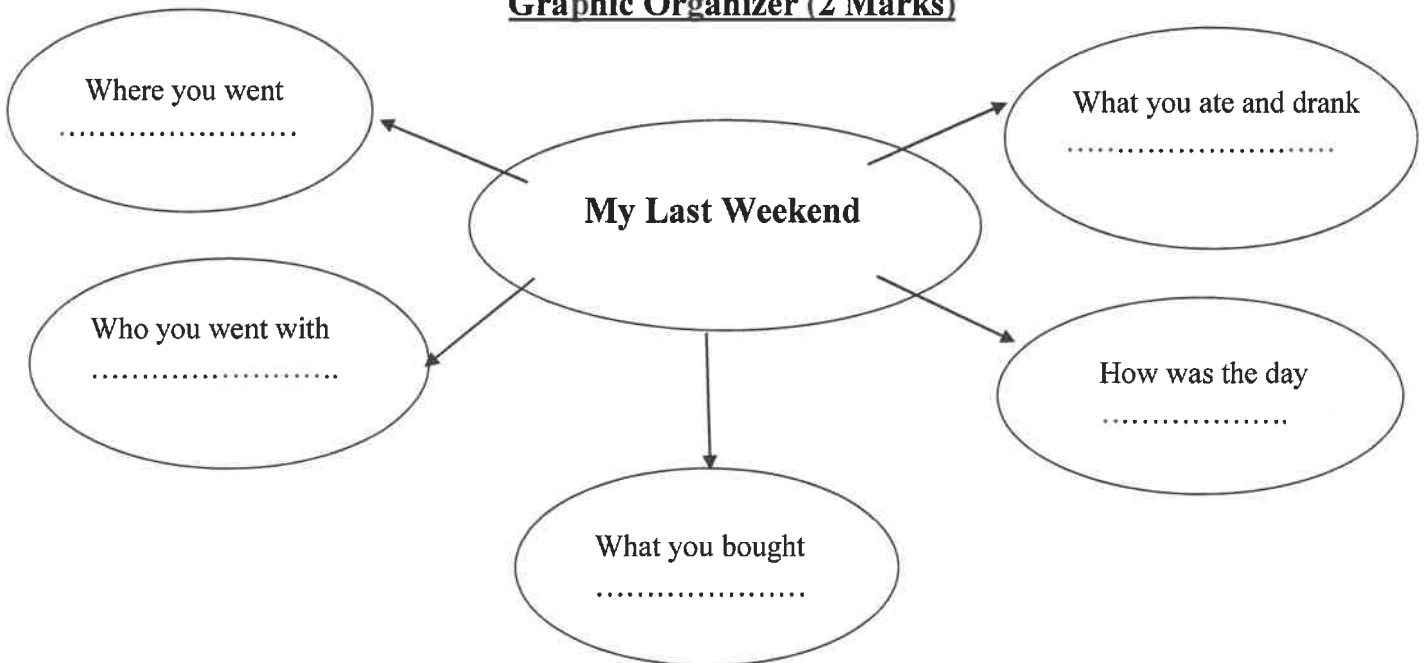 Graphic Organizer (2 Marks)
Where you went
........................
What you ate and drank
...........................
My Last Weekend
Who you went with
.........................
How was the day
...................
What you bought
.....................